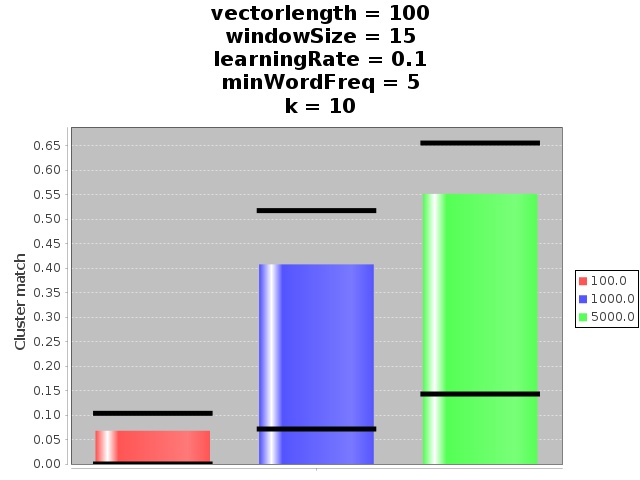 vectorlength = 100
windowSize = 15
learningRate = 0.1
minWordFreq = 5
k = 10
0.65
0.60
0.55
0.50
0.45
0.40
0.35
0.30
0.25
0.20
0.15
0.10
0.05
0.00
Cluster match
100.0
1000.0
5000.0